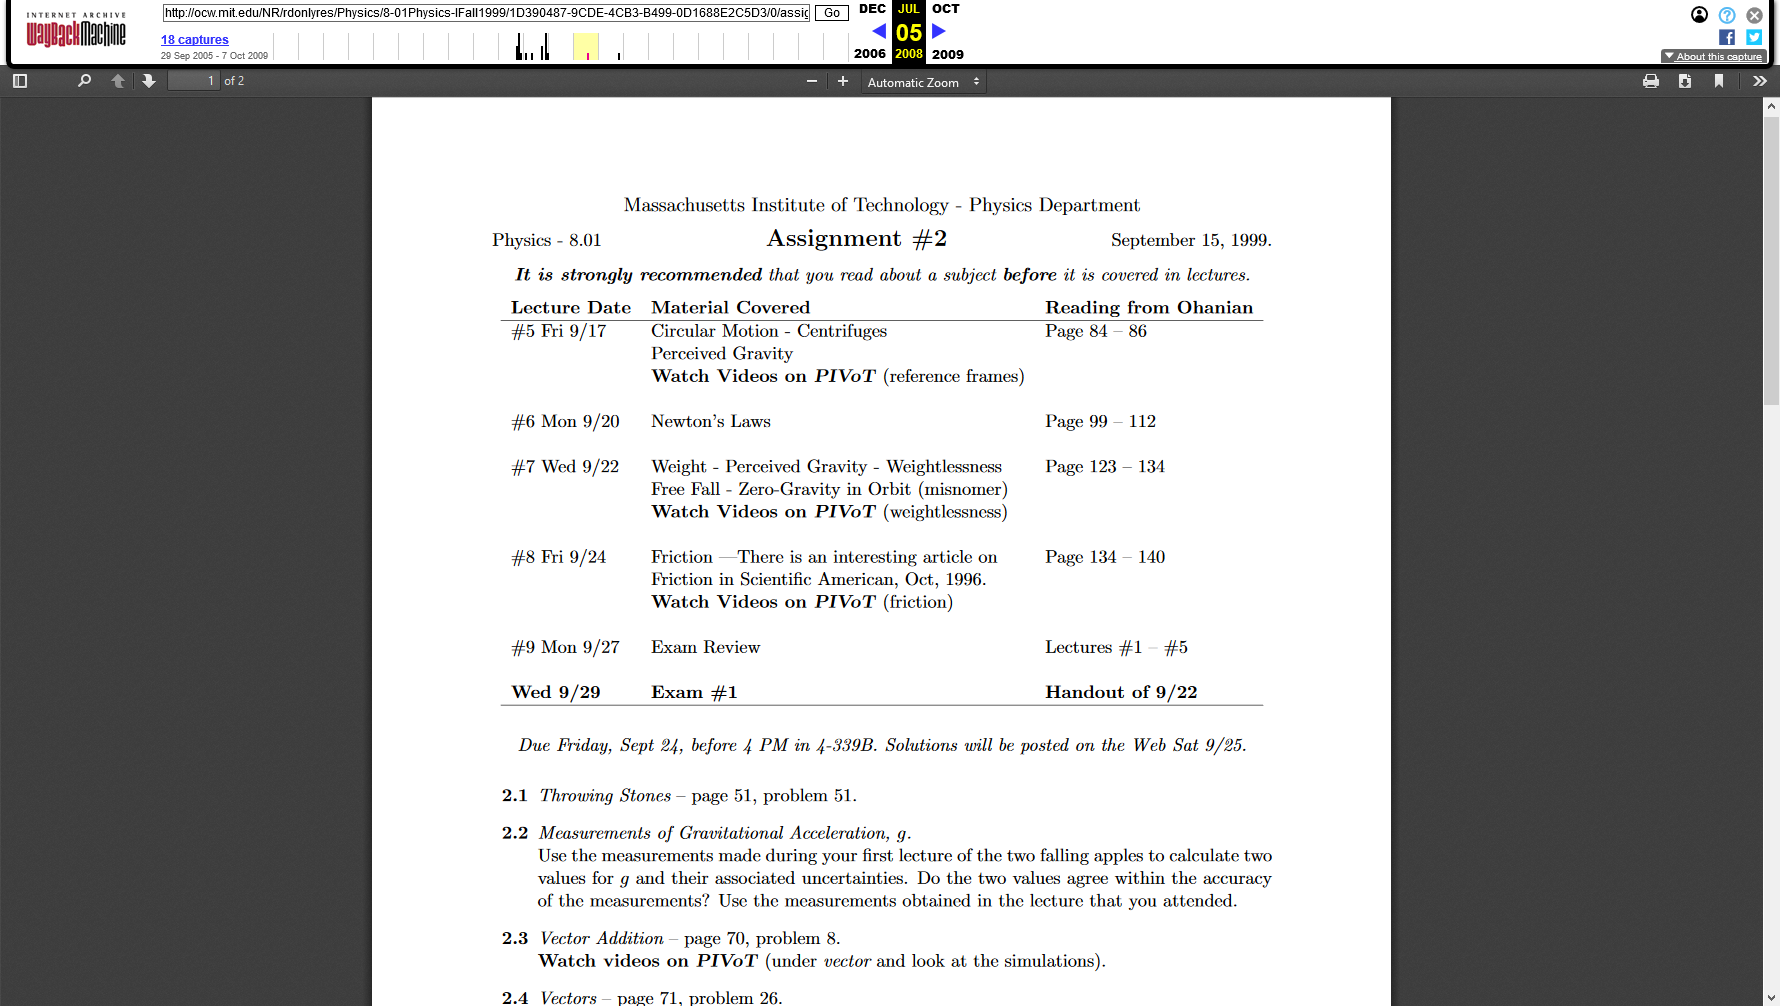 INTERNET ARCHIVE
WayBackMachine
http://ocw.mit.edu/NR/rdonlyres/Physics/8-01Physics-IFall1999/1D390487-9CDE-4CB3-B499-0D1688E2C5D3/0/assig
Go
DEC JUL OCT
18 captures
05
29 Sep 2005 - 7 Oct 2009
2006 2008 2009
About this capture
1 of 2
Automatic Zoom
Massachusetts Institute of Technology - Physics Department
Physics - 8.01 Assignment #2 September 15, 1999.
It is strongly recommended that you read about a subject before it is covered in lectures.
Lecture Date Material Covered Reading from Ohanian
#5 Fri 9/17 Circular Motion - Centrifuges Page 84 – 86
Perceived Gravity
Watch Videos on PIVoT (reference frames)
#6 Mon 9/20 Newton's Laws Page 99 – 112
#7 Wed 9/22 Weight - Perceived Gravity - Weightlessness Page 123 – 134
Free Fall - Zero-Gravity in Orbit (misnomer)
Watch Videos on PIVoT (weightlessness)
#8 Fri 9/24 Friction —There is an interesting article on Page 134 – 140
Friction in Scientific American, Oct, 1996.
Watch Videos on PIVoT (friction)
#9 Mon 9/27 Exam Review Lectures #1 – #5
Wed 9/29 Exam #1 Handout of 9/22
Due Friday, Sept 24, before 4 PM in 4-339B. Solutions will be posted on the Web Sat 9/25.
2.1 Throwing Stones – page 51, problem 51.
2.2 Measurements of Gravitational Acceleration, g.
Use the measurements made during your first lecture of the two falling apples to calculate two
values for g and their associated uncertainties. Do the two values agree within the accuracy
of the measurements? Use the measurements obtained in the lecture that you attended.
2.3 Vector Addition – page 70, problem 8.
Watch videos on PIVoT (under vector and look at the simulations).
2.4 Vectors – page 71, problem 26.